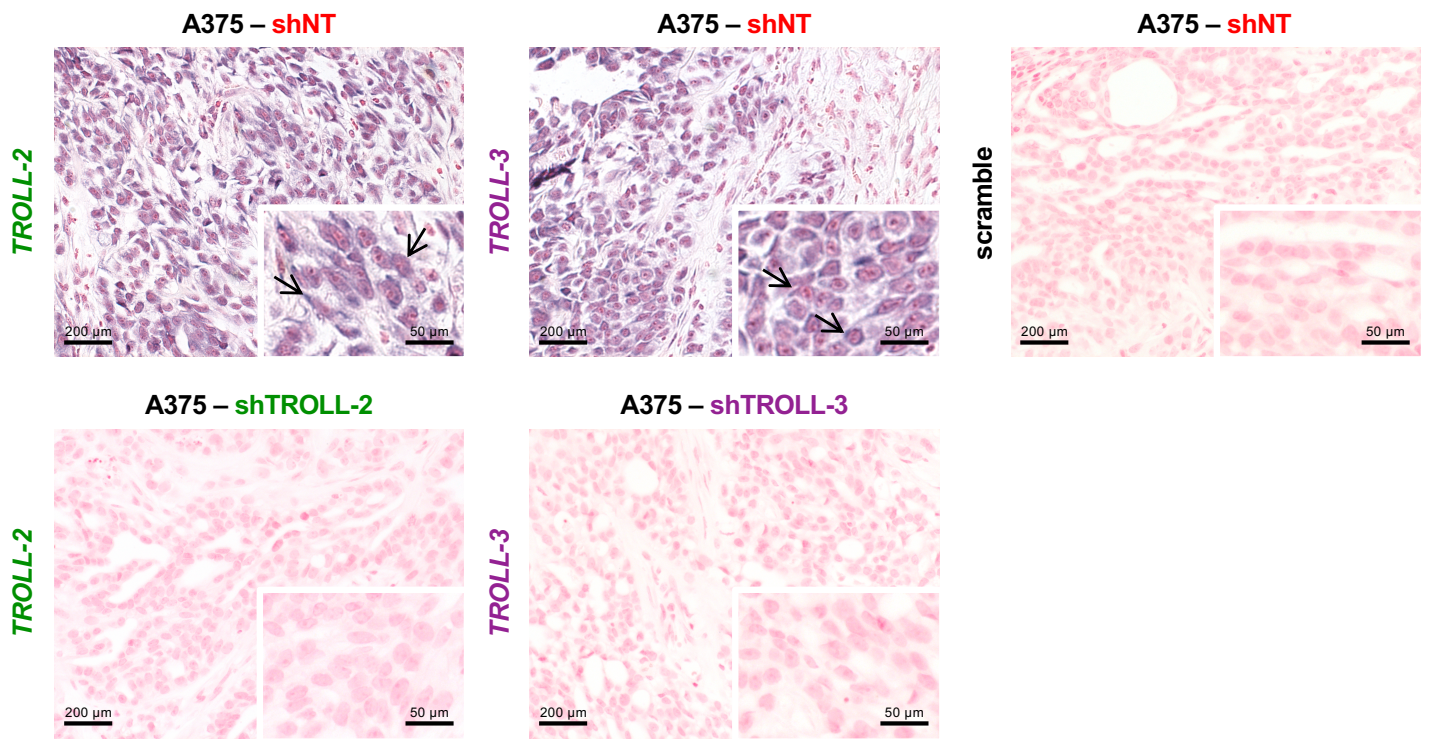 A375 – shNT
A375 – shNT
A375 – shNT
TROLL-2
TROLL-3
scramble
200 µm
50 µm
200 µm
50 µm
200 µm
50 µm
A375 – shTROLL-2
A375 – shTROLL-3
TROLL-2
TROLL-3
200 µm
50 µm
200 µm
50 µm